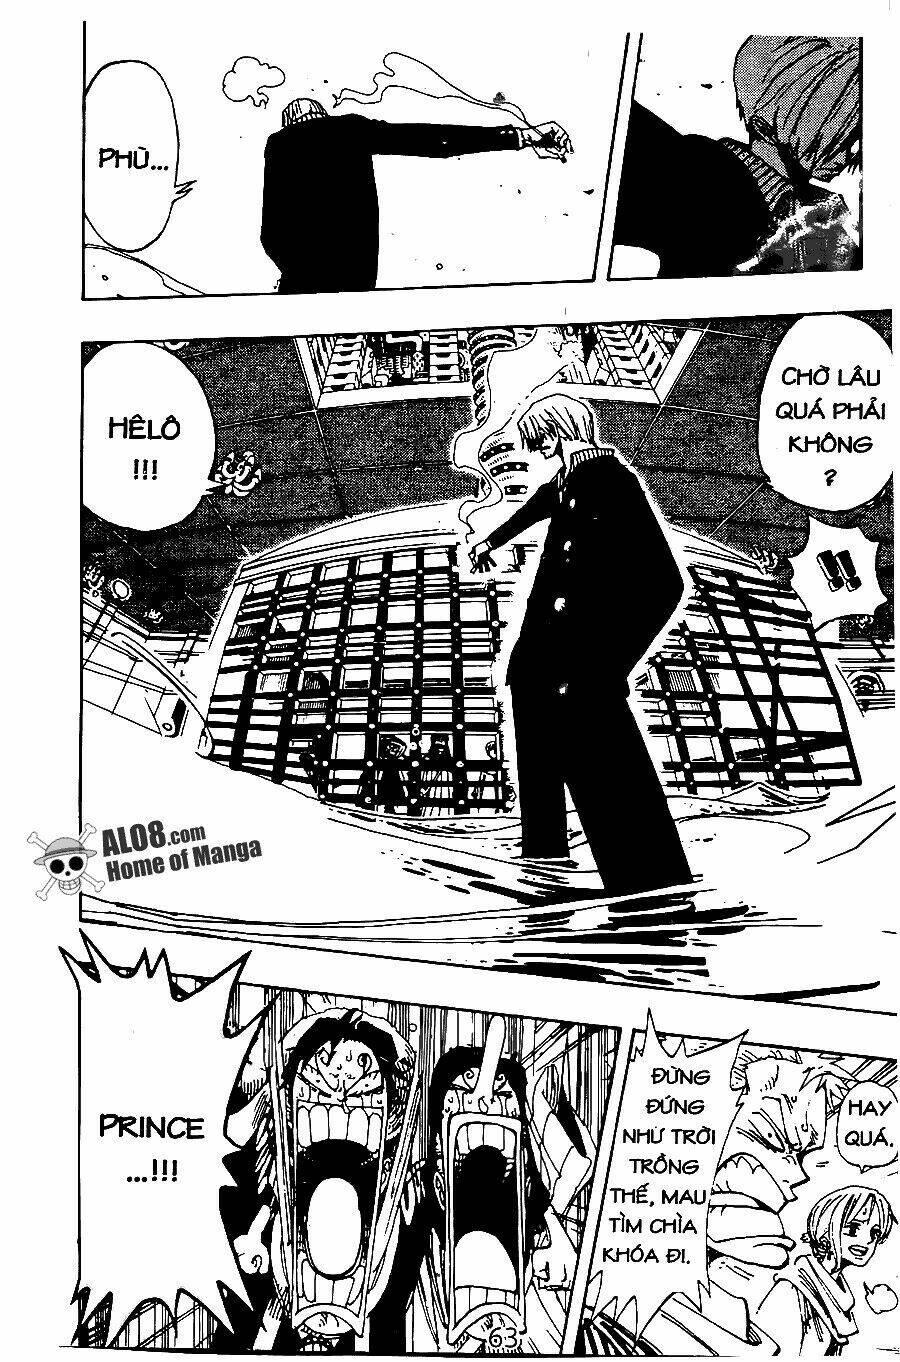 PHÙ...
CHỜ LÂU
QUÁ PHẢI
KHÔNG
?
!!
HÊLÔ
!!!
AL08.com
Home of Manga
HAY
QUÁ.
ĐỪNG
ĐỨNG
NHƯ TRỜI
TRỒNG
THẾ, MAU
TÌM CHÌA
KHÓA ĐI.
PRINCE
...!!!
63